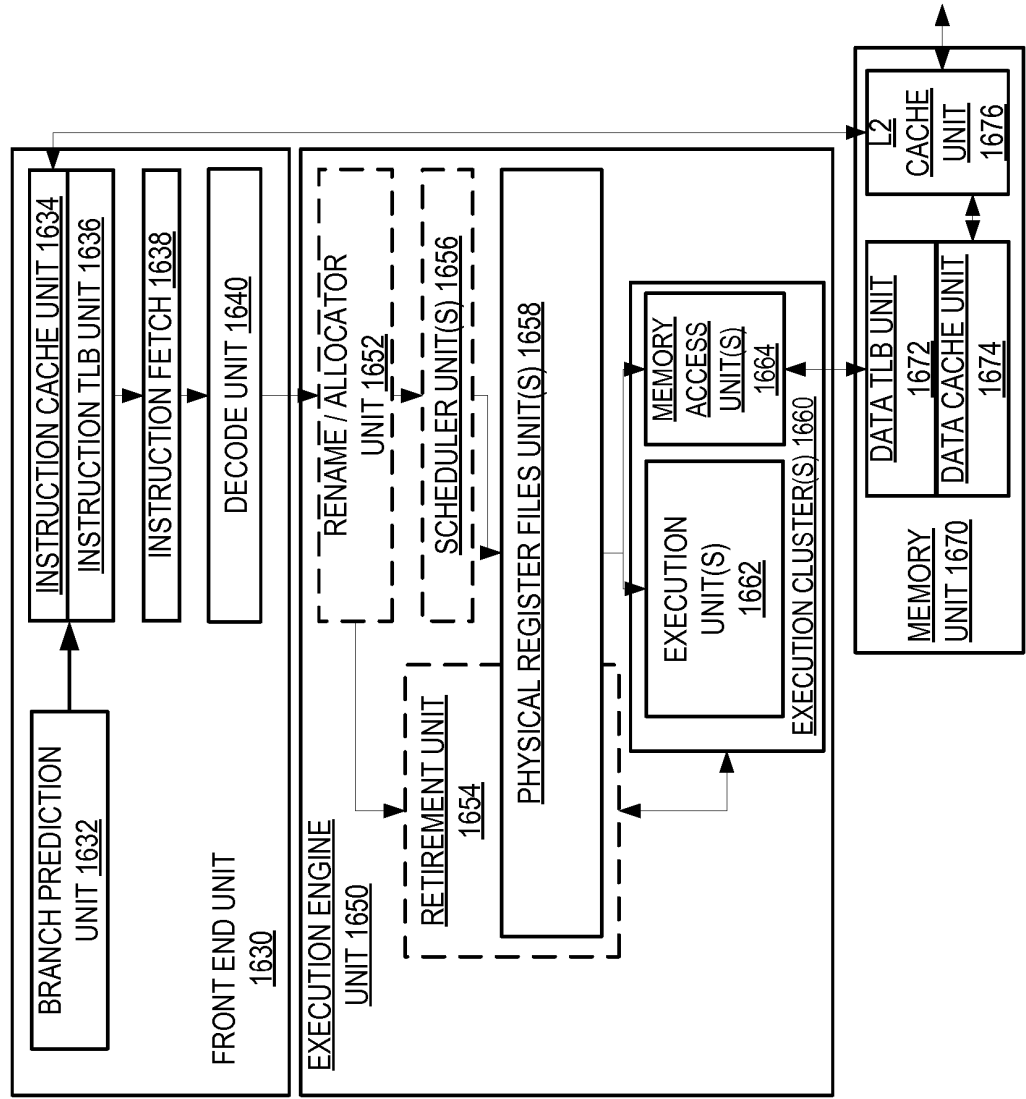 BRANCH PREDICTION
UNIT 1632
INSTRUCTION CACHE UNIT 1634
INSTRUCTION TLB UNIT 1636
INSTRUCTION FETCH 1638
DECODE UNIT 1640
FRONT END UNIT
1630
EXECUTION ENGINE
UNIT 1650
RENAME / ALLOCATOR
UNIT 1652
SCHEDULER UNIT(S) 1656
RETIREMENT UNIT
1654
PHYSICAL REGISTER FILES UNIT(S) 1658
EXECUTION
UNIT(S)
1662
MEMORY
ACCESS
UNIT(S)
1664
EXECUTION CLUSTER(S) 1660
MEMORY
UNIT 1670
DATA TLB UNIT
1672
DATA CACHE UNIT
1674
L2
CACHE
UNIT
1676